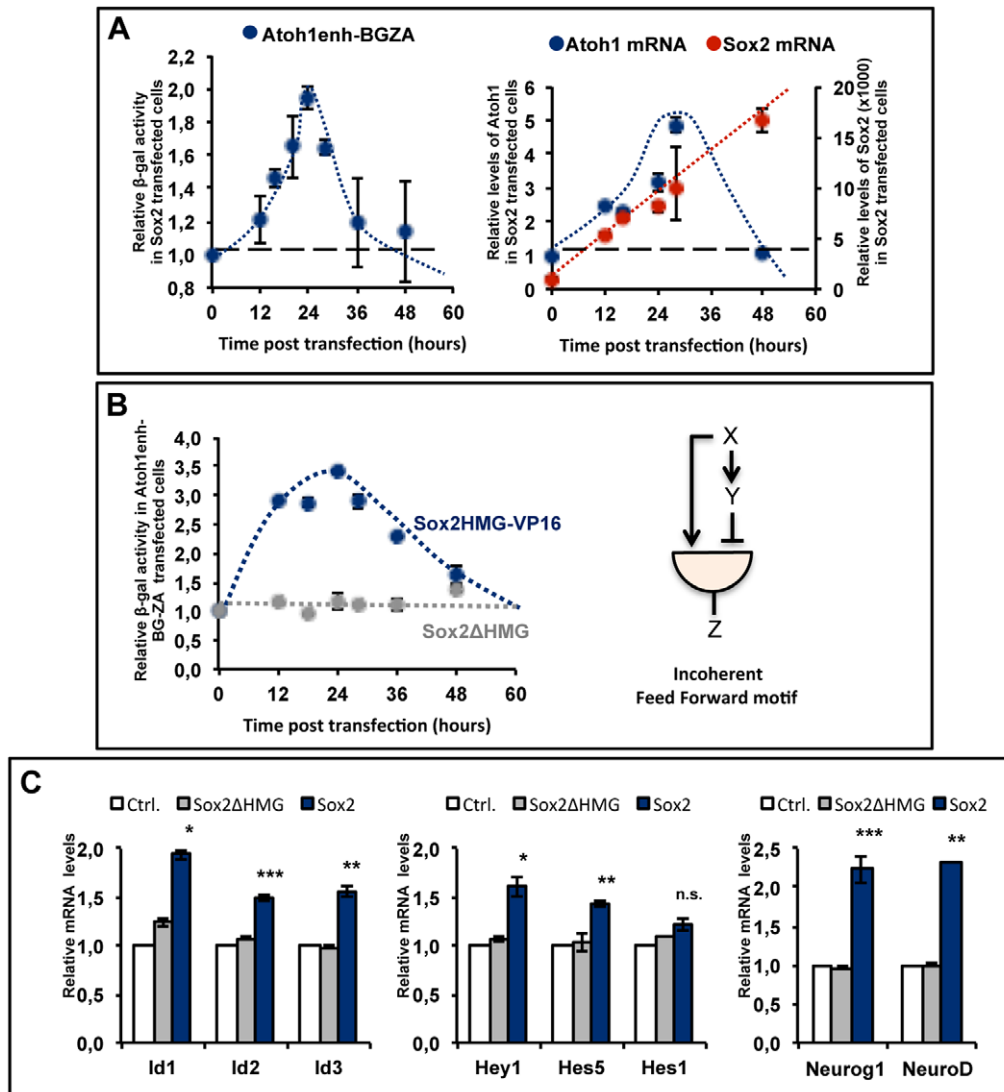 A
Atoh1enh-BGZA
Relative β-gal activity
in Sox2 transfected cells
2,2
2,0
1,8
1,6
1,4
1,2
1,0
0,8
0 12 24 36 48 60
Time post transfection (hours)
Atoh1 mRNA Sox2 mRNA
Relative levels of Atoh1
in Sox2 transfected cells
6
5
4
3
2
1
0
20
15
10
5
0
Relative levels of Sox2 (x1000)
in Sox2 transfected cells
0 12 24 36 48 60
Time post transfection (hours)
B
Relative β-gal activity in Atoh1enh-
BG-ZA transfected cells
4,0
3,5
3,0
2,5
2,0
1,5
1,0
0,5
0,0
Sox2HMG-VP16
Sox2ΔHMG
0 12 24 36 48 60
Time post transfection (hours)
X
Y
Z
Incoherent
Feed Forward motif
C
Ctrl. Sox2ΔHMG Sox2
Relative mRNA levels
2,0
1,5
1,0
0,5
0,0
* *** **
Id1 Id2 Id3
Ctrl. Sox2ΔHMG Sox2
Relative mRNA levels
2,0
1,5
1,0
0,5
0,0
* ** n.s.
Hey1 Hes5 Hes1
Ctrl. Sox2ΔHMG Sox2
Relative mRNA levels
2,5
2,0
1,5
1,0
0,5
0,0
*** **
Neurog1 NeuroD